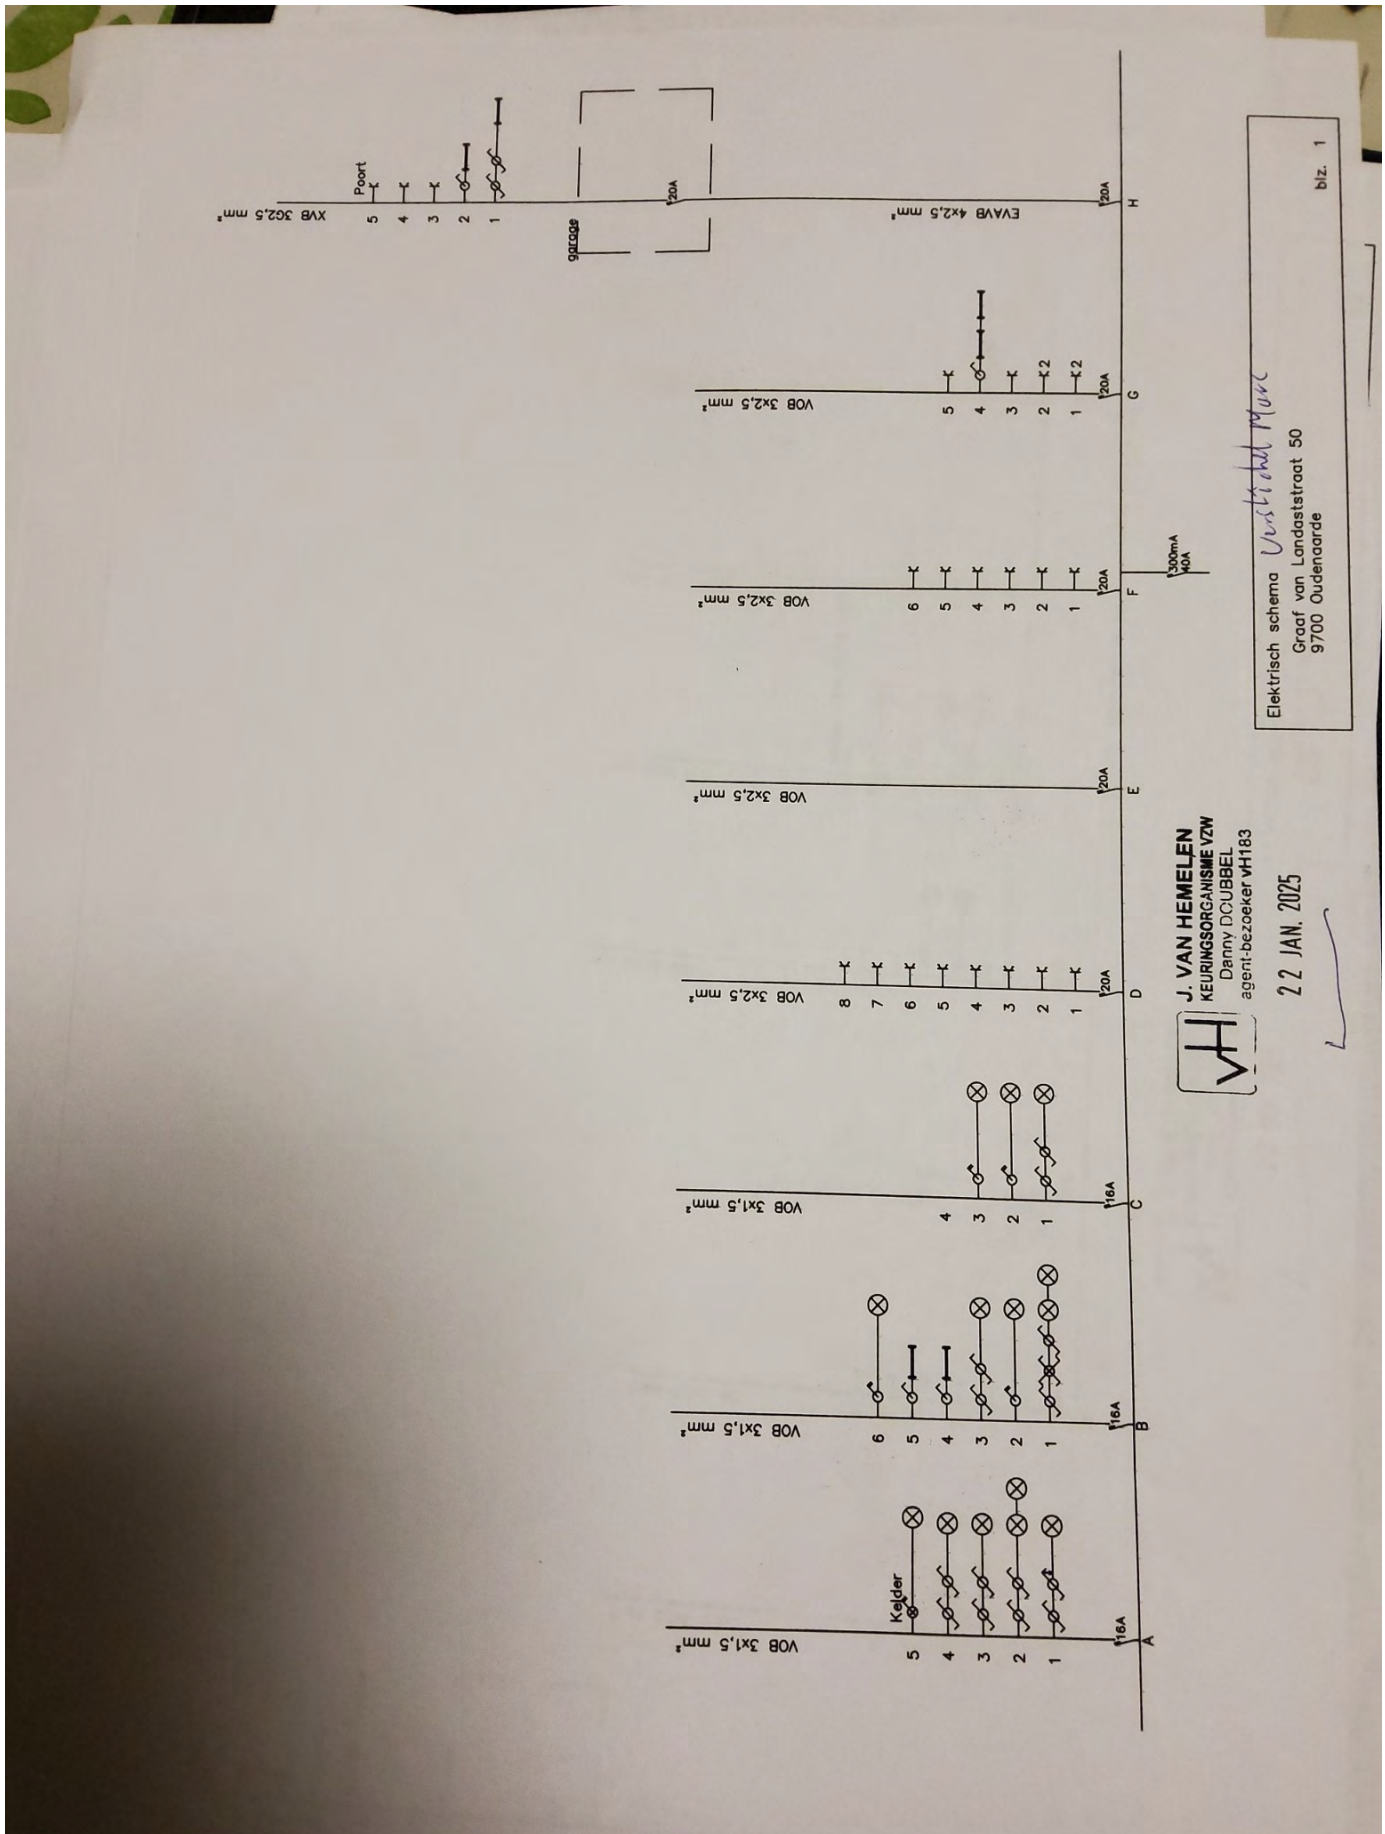 VOB 3x1,5 mm²
Kelder
5
4
3
2
1
16A
A
VOB 3x1,5 mm²
6
5
4
3
2
1
16A
B
VOB 3x1,5 mm²
4
3
2
1
16A
C
VOB 3x2,5 mm²
8
7
6
5
4
3
2
1
20A
D
VOB 3x2,5 mm²
20A
E
VOB 3x2,5 mm²
6
5
4
3
2
1
20A
F
300mA
40A
VOB 3x2,5 mm²
5
4
3
2 2
1 2
20A
G
XVB 3G2,5 mm²
Poort
5
4
3
2
1
garage
20A
EVAVB 4x2,5 mm²
20A
H
vH
J. VAN HEMELEN
KEURINGSORGANISME VZW
Danny DOUBBEL
agent-bezoeker vH183
22 JAN. 2025
Elektrisch schema
Graaf van Landaststraat 50
9700 Oudenaarde
blz. 1